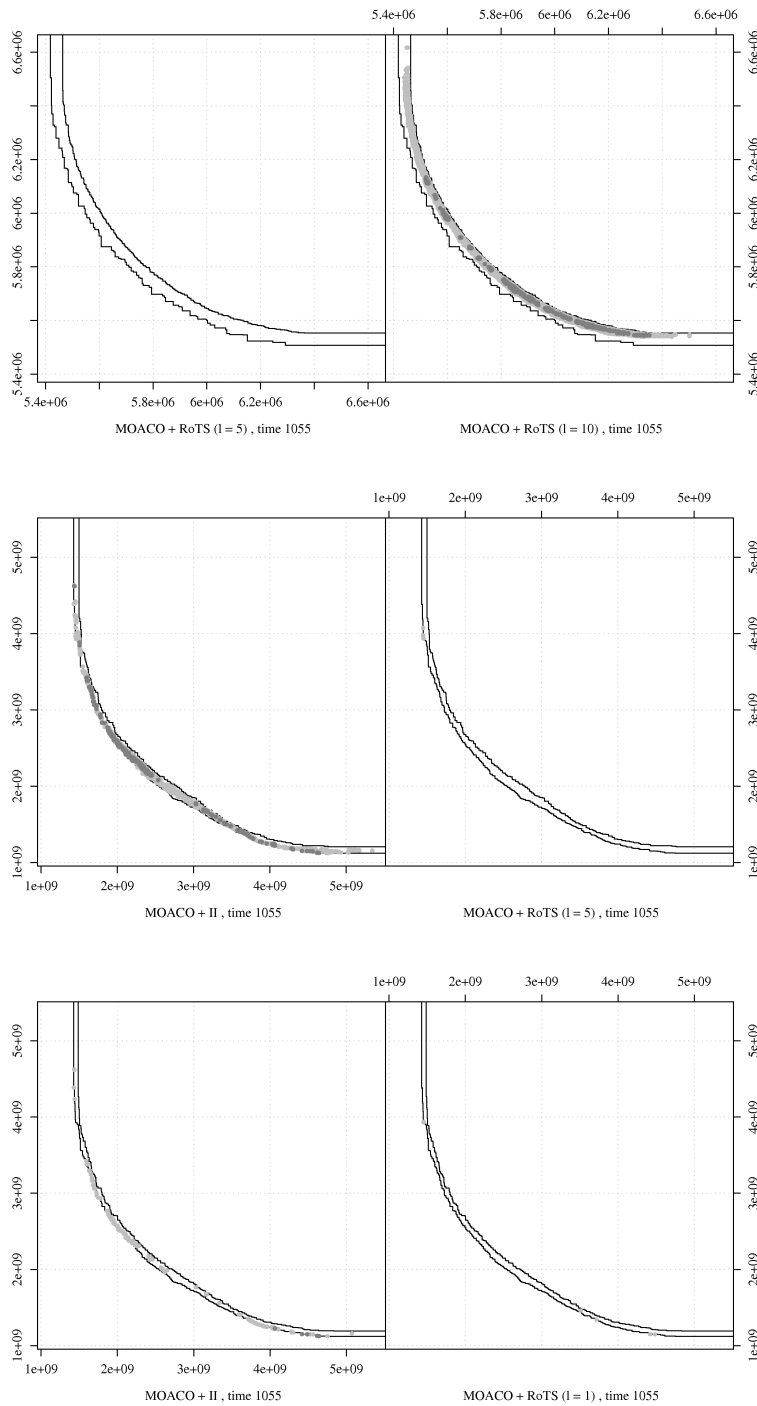 5.4e+06 5.8e+06 6e+06 6.2e+06 6.6e+06
6.6e+06 6.6e+06
6.2e+06 6.2e+06
6e+06 6e+06
5.8e+06 5.8e+06
5.4e+06 5.4e+06
5.4e+06 5.8e+06 6e+06 6.2e+06 6.6e+06
MOACO + RoTS (l = 5) , time 1055 MOACO + RoTS (l = 10) , time 1055
1e+09 2e+09 3e+09 4e+09 5e+09
5e+09 5e+09
4e+09 4e+09
3e+09 3e+09
2e+09 2e+09
1e+09 1e+09
1e+09 2e+09 3e+09 4e+09 5e+09
MOACO + II , time 1055 MOACO + RoTS (l = 5) , time 1055
1e+09 2e+09 3e+09 4e+09 5e+09
5e+09 5e+09
4e+09 4e+09
3e+09 3e+09
2e+09 2e+09
1e+09 1e+09
1e+09 2e+09 3e+09 4e+09 5e+09
MOACO + II , time 1055 MOACO + RoTS (l = 1) , time 1055